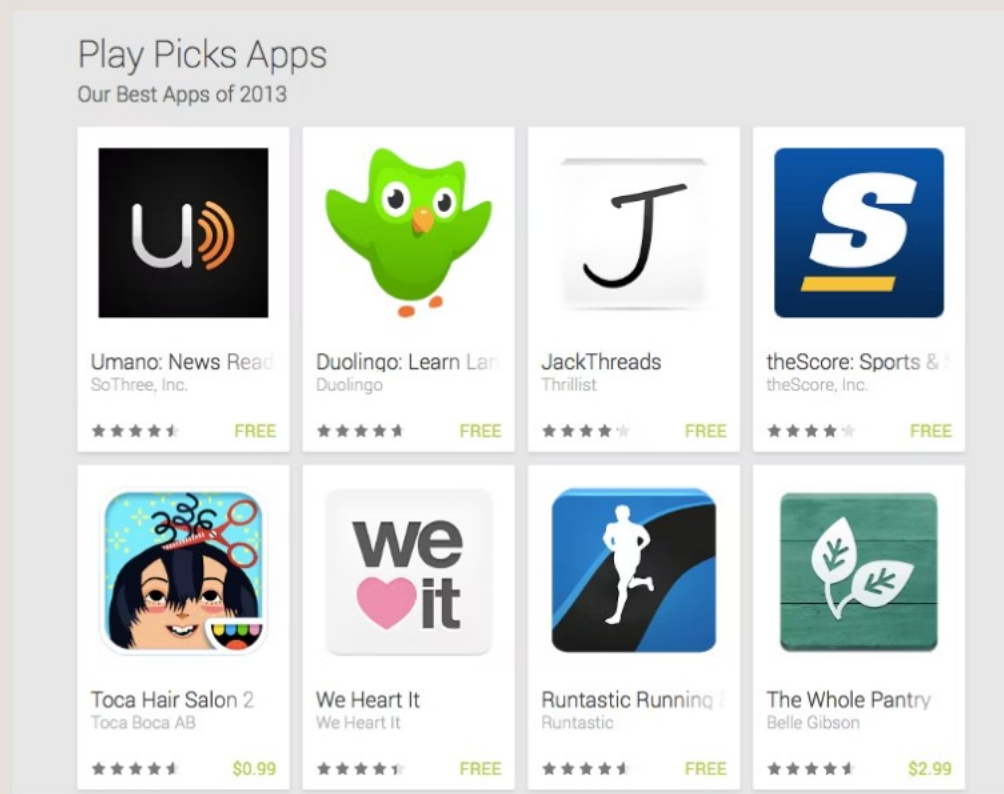 Play Picks Apps
Our Best Apps of 2013
u
J
S
Umano: News Read
SoThree, Inc.
FREE
Duolingo: Learn Lan
Duolingo
FREE
JackThreads
Thrillist
FREE
theScore: Sports & S
theScore, Inc.
FREE
we
it
Toca Hair Salon 2
Toca Boca AB
$0.99
We Heart It
We Heart It
FREE
Runtastic Running &
Runtastic
FREE
The Whole Pantry
Belle Gibson
$2.99